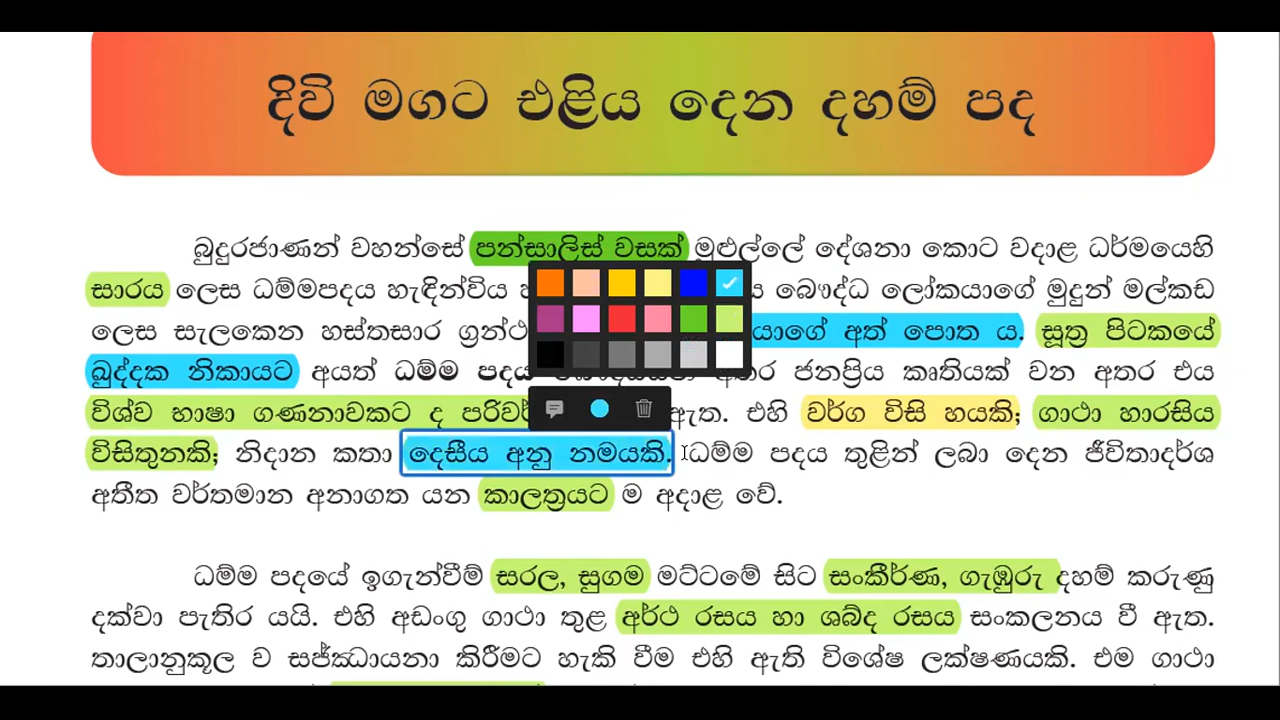 දිවි මගට එළිය දෙන දහම් පද
බුදුරජාණන් වහන්සේ පන්සාලිස් වසක් මුළුල්ලේ දේශනා කොට වදාළ ධර්මයෙහි
සාරය ලෙස ධම්මපදය හැඳින්විය බෞද්ධ ලෝකයාගේ මුදුන් මල්කඩ
ලෙස සැලකෙන හස්තසාර ග්‍රන්ථ යාගේ අත් පොත ය. සූත්‍ර පිටකයේ
ඛුද්දක නිකායට අයත් ධම්ම පදය අතර ජනප්‍රිය කෘතියක් වන අතර එය
විශ්ව භාෂා ගණනාවකට ද ඇත. එහි වර්ග විසි හයකි; ගාථා හාරසිය
විසිතුනකි; නිදාන කතා දෙසීය අනු නමයකි. ධම්ම පදය තුළින් ලබා දෙන ජීවිතාදර්ශ
අතීත වර්තමාන අනාගත යන කාලත්‍රයට ම අදාළ වේ.
ධම්ම පදයේ ඉගැන්වීම් සරල, සුගම මට්ටමේ සිට සංකීර්ණ, ගැඹුරු දහම් කරුණු
දක්වා පැතිර යයි. එහි අඩංගු ගාථා තුළ අර්ථ රසය හා ශබ්ද රසය සංකලනය වී ඇත.
තාලානුකූල ව සජ්ඣායනා කිරීමට හැකි වීම එහි ඇති විශේෂ ලක්ෂණයකි. එම ගාථා